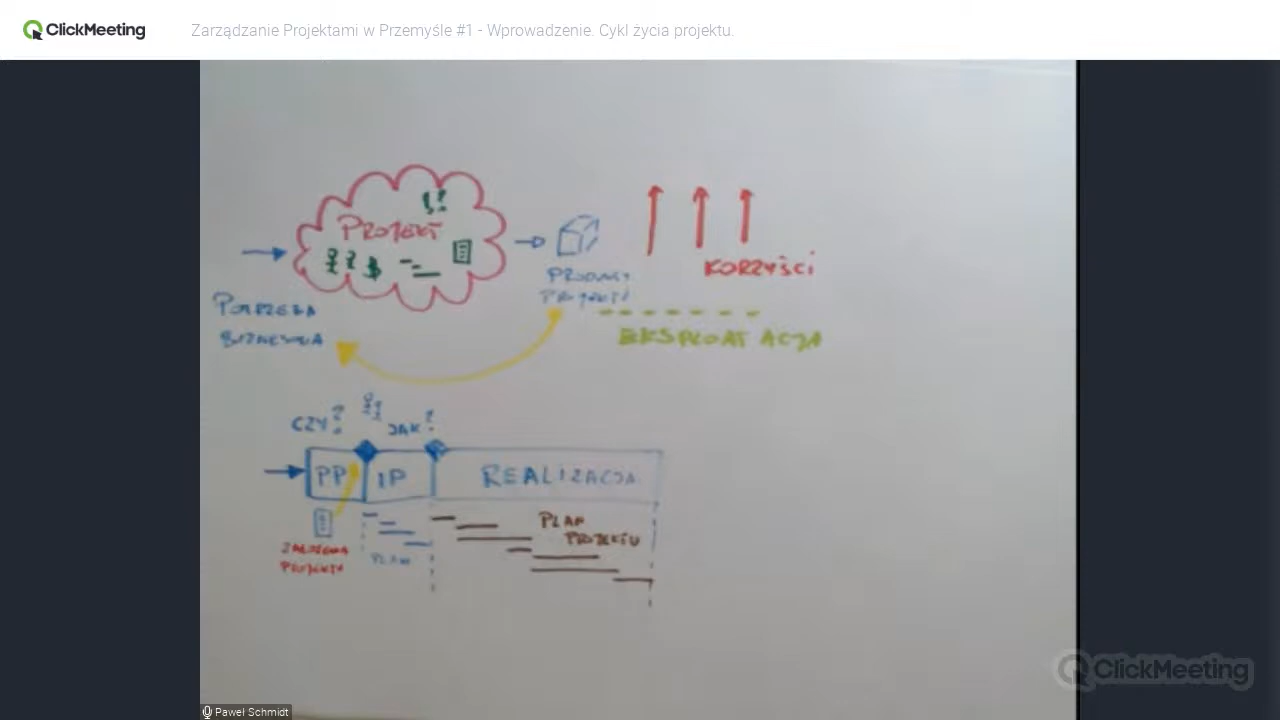 ClickMeeting
Zarządzanie Projektami w Przemyśle #1 - Wprowadzenie. Cykl życia projektu.
!?
PROJEKT
$
KORZYŚCI
PRODUKT
PROJEKTU
POTRZEBA
BIZNESOWA
EKSPLOATACJA
CZY?
JAK?
PP
IP
REALIZACJA
PLAN
PROJEKTU
ZAŁOŻENIA
PROJEKTU
PLAN
ClickMeeting
Paweł Schmidt